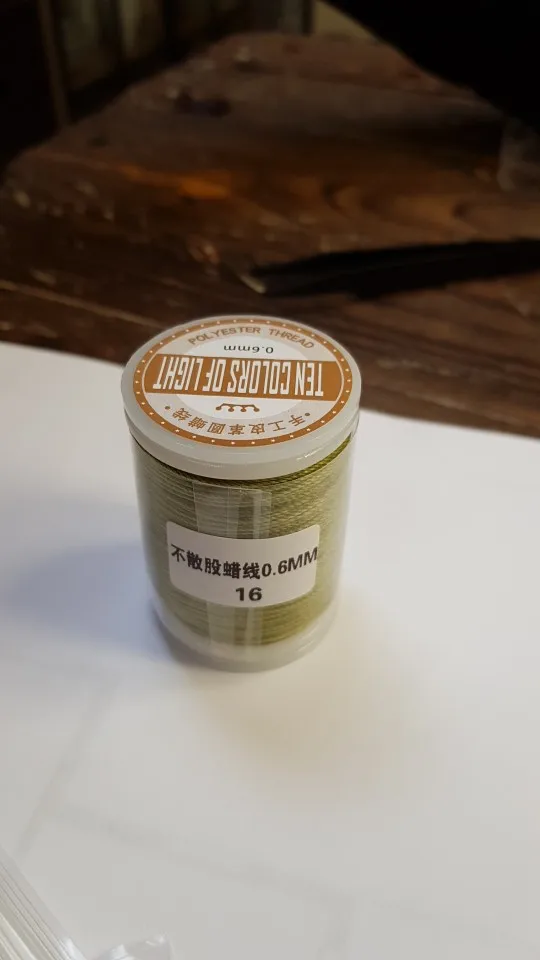 POLYESTER THREAD
0.6mm
TEN COLORS OF LIGHT
手工皮革圆蜡线
不散股蜡线0.6MM
16